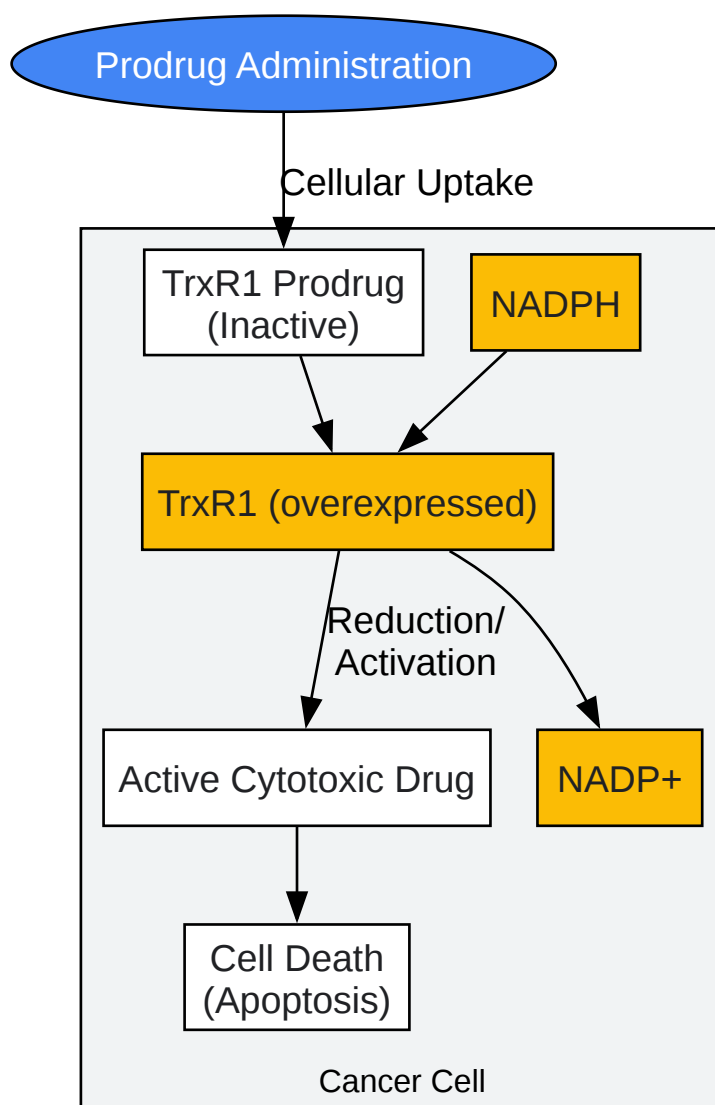 Prodrug Administration
Cellular Uptake
TrxR1 Prodrug
(Inactive)
NADPH
TrxR1 (overexpressed)
Reduction/
Activation
Active Cytotoxic Drug
NADP+
Cell Death
(Apoptosis)
Cancer Cell